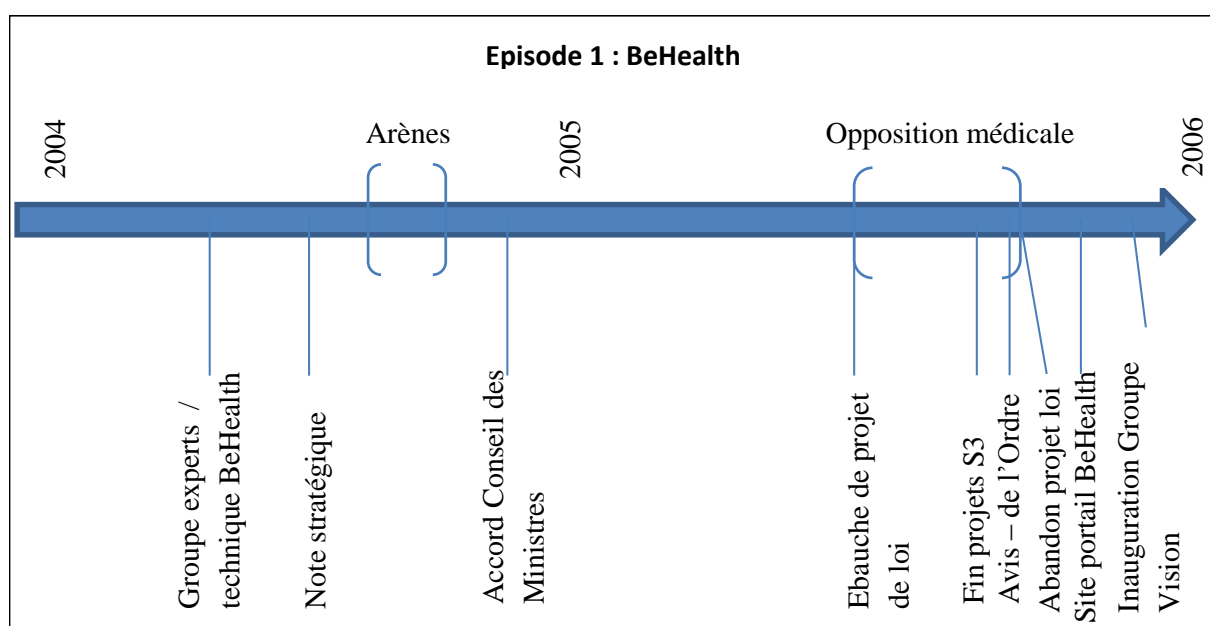 Episode 1 : BeHealth
2004
Arènes
2005
Opposition médicale
2006
Groupe experts /
technique BeHealth
Note stratégique
Accord Conseil des
Ministres
Ebauche de projet
de loi
Fin projets S3
Avis – de l’Ordre
Abandon projet loi
Site portail BeHealth
Inauguration Groupe
Vision